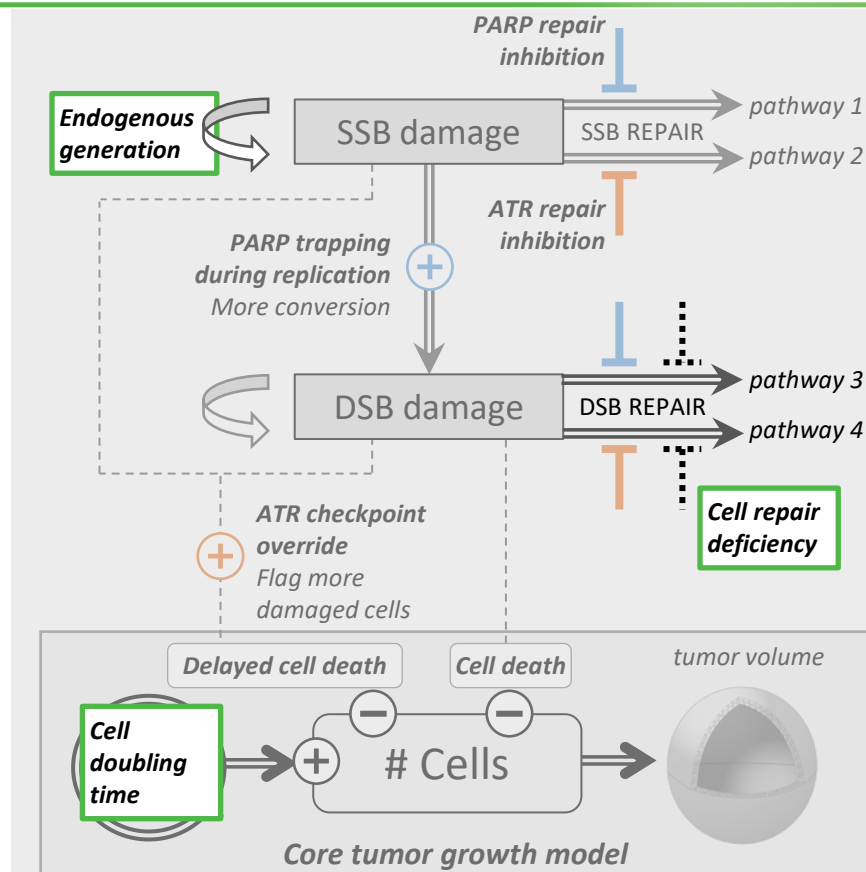 PARP repair
inhibition
Endogenous
generation
SSB damage
SSB REPAIR
pathway 1
pathway 2
ATR repair
inhibition
PARP trapping
during replication
More conversion
+
DSB damage
DSB REPAIR
pathway 3
pathway 4
Cell repair
deficiency
+
ATR checkpoint
override
Flag more
damaged cells
Delayed cell death
Cell death
tumor volume
−
−
Cell
doubling
time
+
# Cells
Core tumor growth model